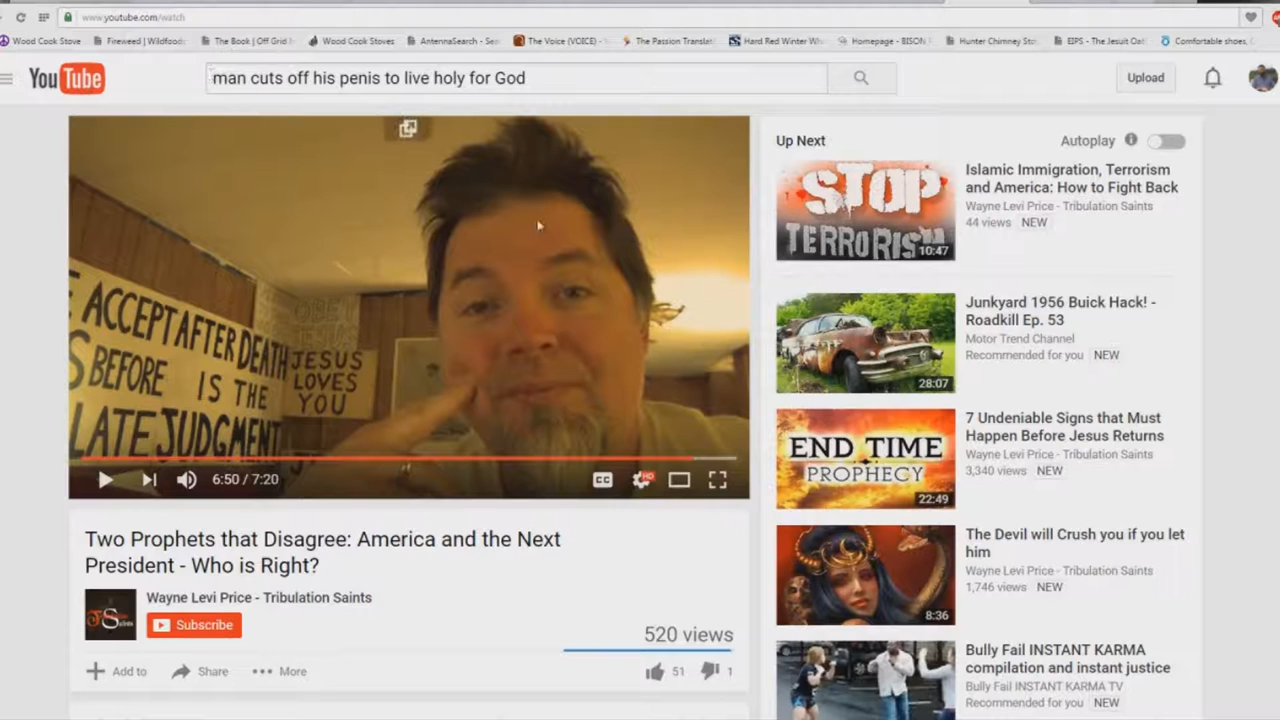 www.youtube.com/watch
Wood Cook Stove
Fireweed | Wildfoods
The Book | Off Grid
Wood Cook Stoves
AntennaSearch - Sea
The Voice (VOICE) -
The Passion Translat
Hard Red Winter Wh
Homepage - BISON
Hunter Chimney Sto
EIPS - The Jesuit Oat
Comfortable shoes,
YouTube
man cuts off his penis to live holy for God
Upload
ACCEPT AFTER DEATH
BEFORE IS THE
LATE JUDGMENT
OBEY
JESUS
JESUS
LOVES
YOU
6:50 / 7:20
CC
HD
Two Prophets that Disagree: America and the Next
President - Who is Right?
Wayne Levi Price - Tribulation Saints
Subscribe
520 views
Add to
Share
More
51
1
Up Next
Autoplay
STOP
TERRORISM
10:47
Islamic Immigration, Terrorism
and America: How to Fight Back
Wayne Levi Price - Tribulation Saints
44 views NEW
28:07
Junkyard 1956 Buick Hack! -
Roadkill Ep. 53
Motor Trend Channel
Recommended for you NEW
END TIME
PROPHECY
22:49
7 Undeniable Signs that Must
Happen Before Jesus Returns
Wayne Levi Price - Tribulation Saints
3,340 views NEW
8:36
The Devil will Crush you if you let
him
Wayne Levi Price - Tribulation Saints
1,746 views NEW
Bully Fail INSTANT KARMA
compilation and instant justice
Bully Fail INSTANT KARMA TV
Recommended for you NEW